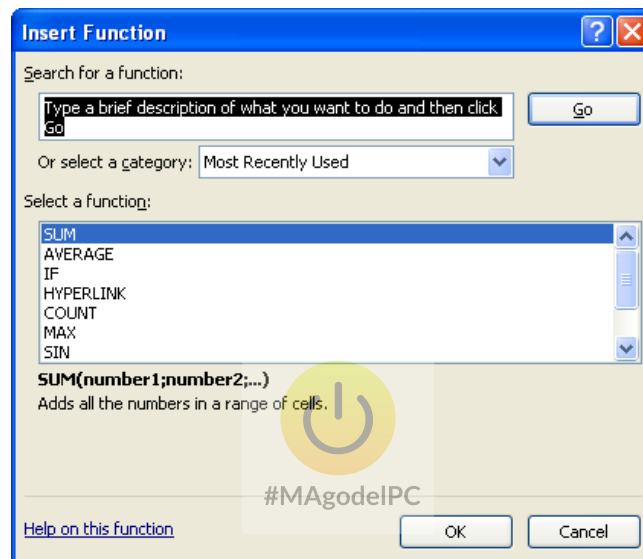 Insert Function
Search for a function:
Type a brief description of what you want to do and then click
Go
Go
Or select a category: Most Recently Used
Select a function:
SUM
AVERAGE
IF
HYPERLINK
COUNT
MAX
SIN
SUM(number1;number2;...)
Adds all the numbers in a range of cells.
#MAgodelPC
Help on this function
OK
Cancel